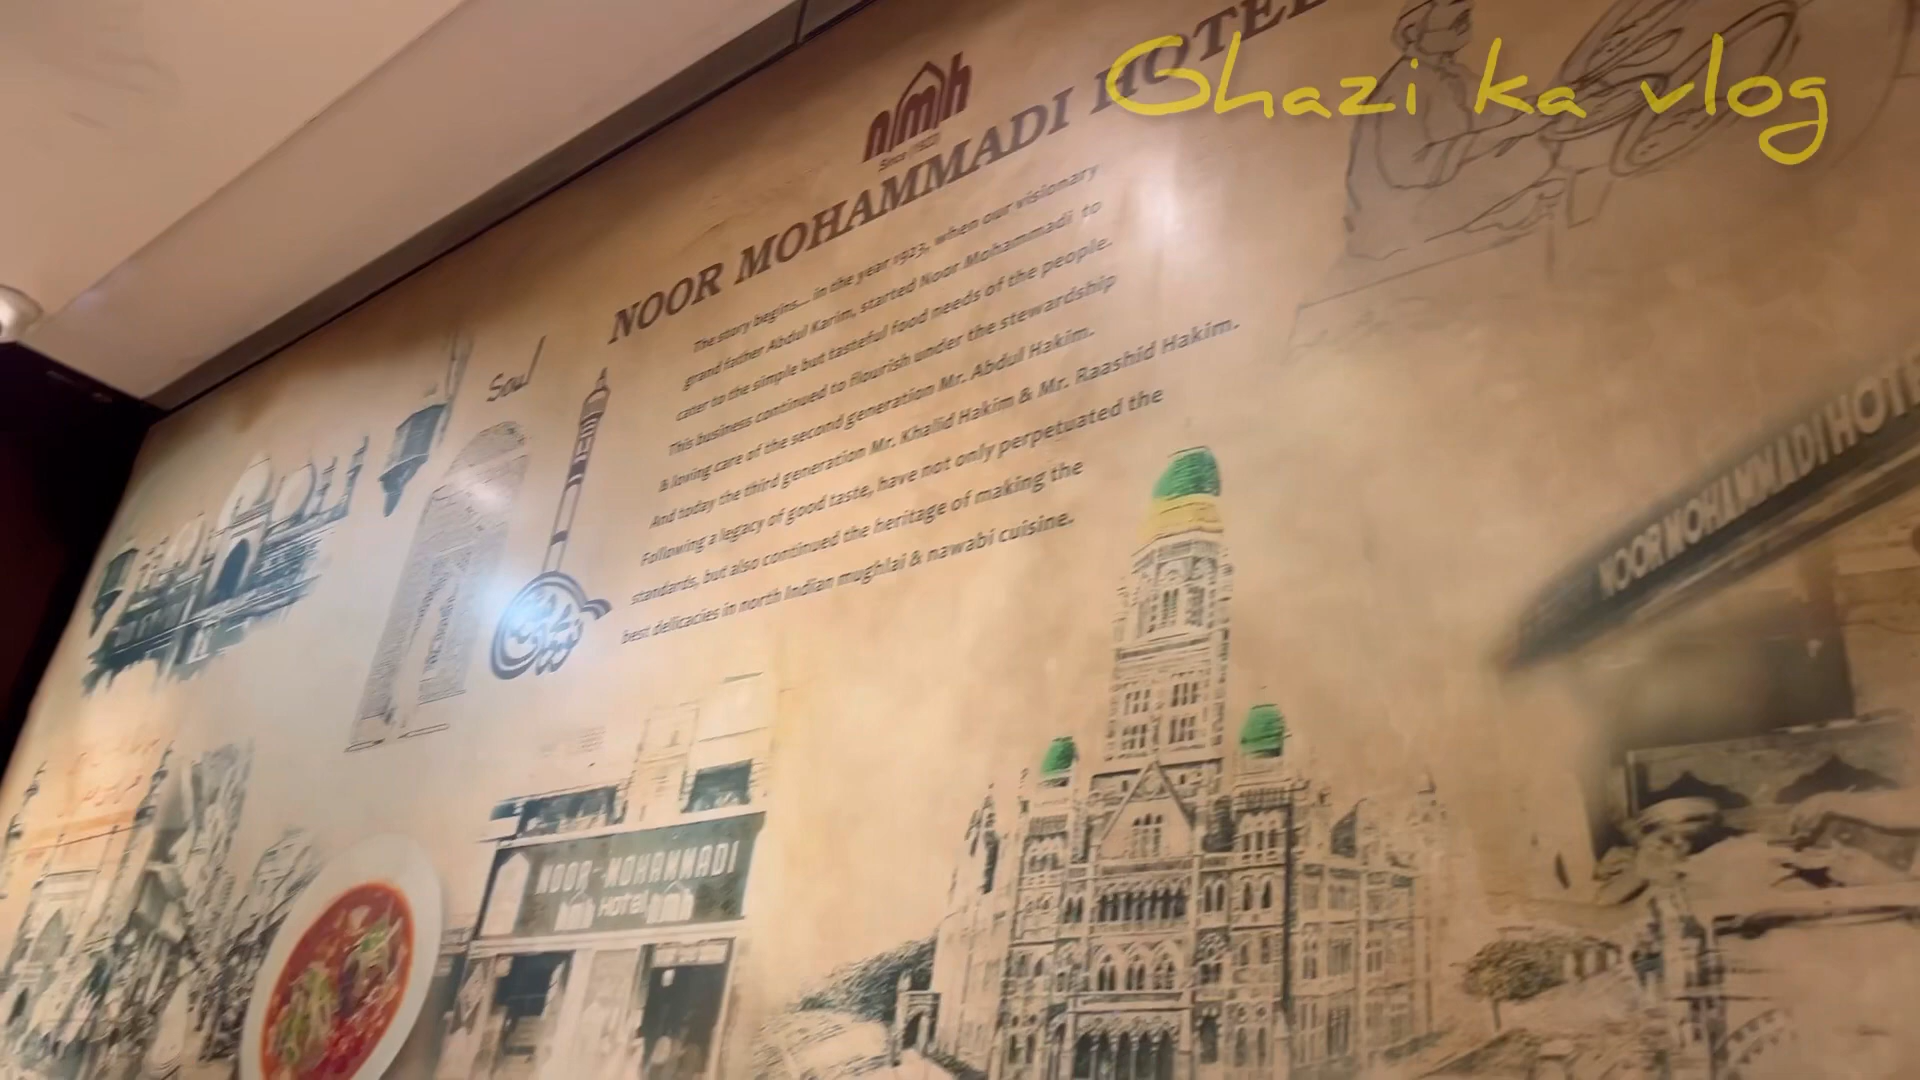 Ghazi ka vlog
nmh
Since 1923
NOOR MOHAMMADI HOTEL
The story begins.... in the year 1923, when our visionary
grand father Abdul Karim, started Noor Mohammadi to
cater to the simple but tasteful food needs of the people.
This business continued to flourish under the stewardship
& loving care of the second generation Mr. Abdul Hakim.
And today the third generation Mr. Khalid Hakim & Mr. Raashid Hakim.
Following a legacy of good taste, have not only perpetuated the
standards, but also continued the heritage of making the
best delicacies in north Indian mughlai & nawabi cuisine.
Soul
NOOR MOHAMMADI HOTE
NOOR-MOHAMMADI
nmh HOTEL nmh